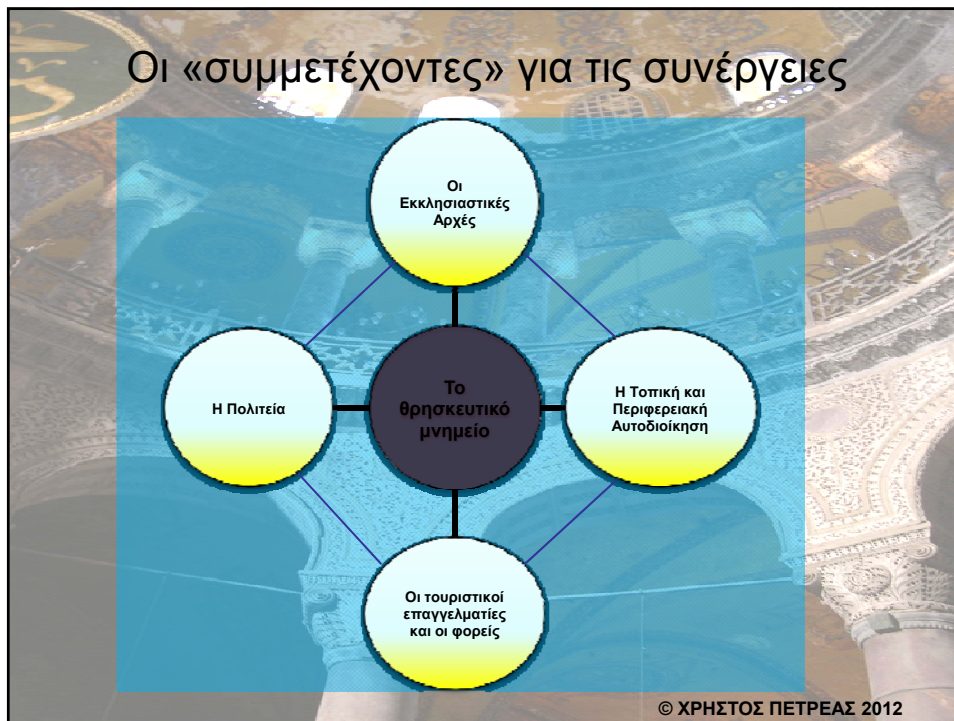 Οι «συμμετέχοντες» για τις συνέργειες
Οι
Εκκλησιαστικές
Αρχές
Η Πολιτεία
Το
θρησκευτικό
μνημείο
Η Τοπική και
Περιφερειακή
Αυτοδιοίκηση
Οι τουριστικοί
επαγγελματίες
και οι φορείς
© ΧΡΗΣΤΟΣ ΠΕΤΡΕΑΣ 2012